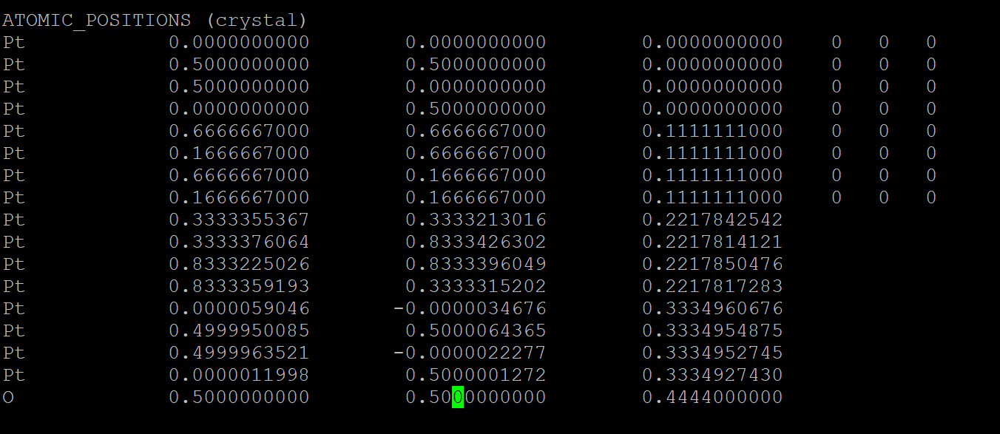 ATOMIC_POSITIONS (crystal)
Pt 0.0000000000 0.0000000000 0.0000000000 0 0 0
Pt 0.5000000000 0.5000000000 0.0000000000 0 0 0
Pt 0.5000000000 0.0000000000 0.0000000000 0 0 0
Pt 0.0000000000 0.5000000000 0.0000000000 0 0 0
Pt 0.6666667000 0.6666667000 0.1111111000 0 0 0
Pt 0.1666667000 0.6666667000 0.1111111000 0 0 0
Pt 0.6666667000 0.1666667000 0.1111111000 0 0 0
Pt 0.1666667000 0.1666667000 0.1111111000 0 0 0
Pt 0.3333355367 0.3333213016 0.2217842542
Pt 0.3333376064 0.8333426302 0.2217814121
Pt 0.8333225026 0.8333396049 0.2217850476
Pt 0.8333359193 0.3333315202 0.2217817283
Pt 0.0000059046 -0.0000034676 0.3334960676
Pt 0.4999950085 0.5000064365 0.3334954875
Pt 0.4999963521 -0.0000022277 0.3334952745
Pt 0.0000011998 0.5000001272 0.3334927430
O 0.5000000000 0.5000000000 0.4444000000